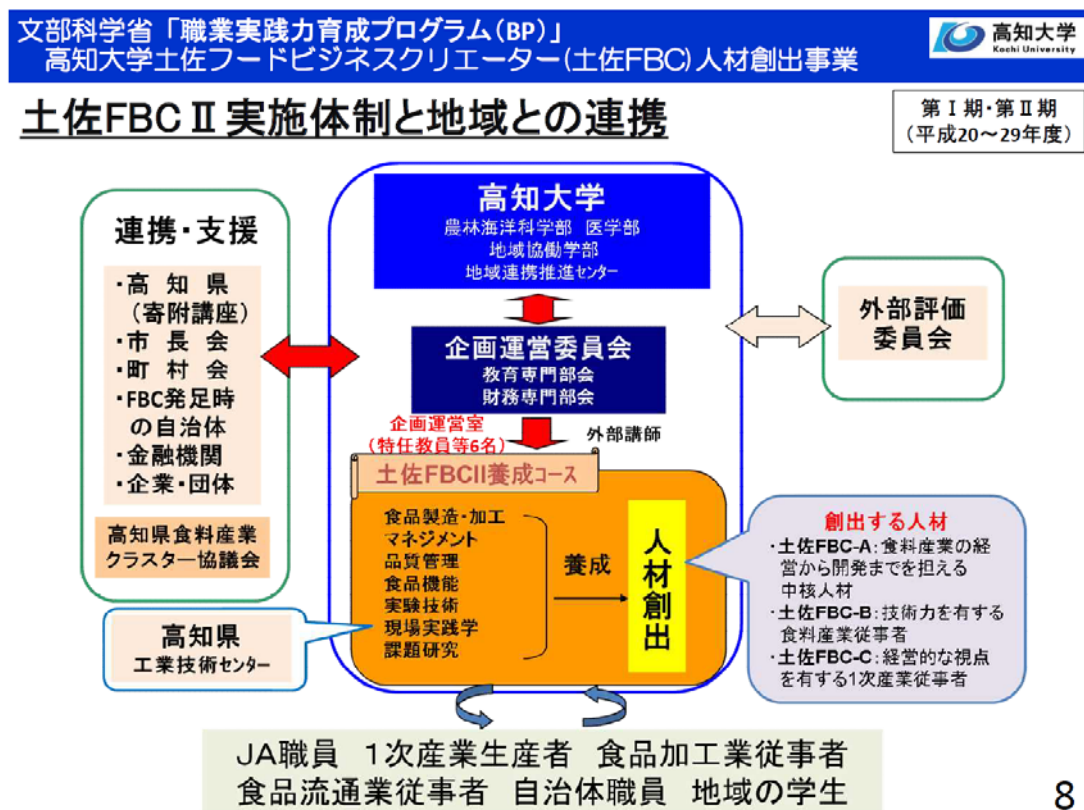 文部科学省「職業実践力育成プログラム(BP)」
高知大学土佐フードビジネスクリエーター(土佐FBC)人材創出事業
高知大学
Kochi University
土佐FBCⅡ実施体制と地域との連携
第Ⅰ期・第Ⅱ期
(平成20～29年度)
連携・支援
・高知県
(寄附講座)
・市長会
・町村会
・FBC発足時
の自治体
・金融機関
・企業・団体
高知県食料産業
クラスター協議会
高知県
工業技術センター
高知大学
農林海洋科学部 医学部
地域協働学部
地域連携推進センター
企画運営委員会
教育専門部会
財務専門部会
企画運営室
(特任教員等6名)
外部講師
土佐FBCII養成コース
食品製造・加工
マネジメント
品質管理
食品機能
実験技術
現場実践学
課題研究
養成
人材創出
外部評価
委員会
創出する人材
・土佐FBC-A:食料産業の経
営から開発までを担える
中核人材
・土佐FBC-B:技術力を有する
食料産業従事者
・土佐FBC-C:経営的な視点
を有する1次産業従事者
JA職員 1次産業生産者 食品加工業従事者
食品流通業従事者 自治体職員 地域の学生
8